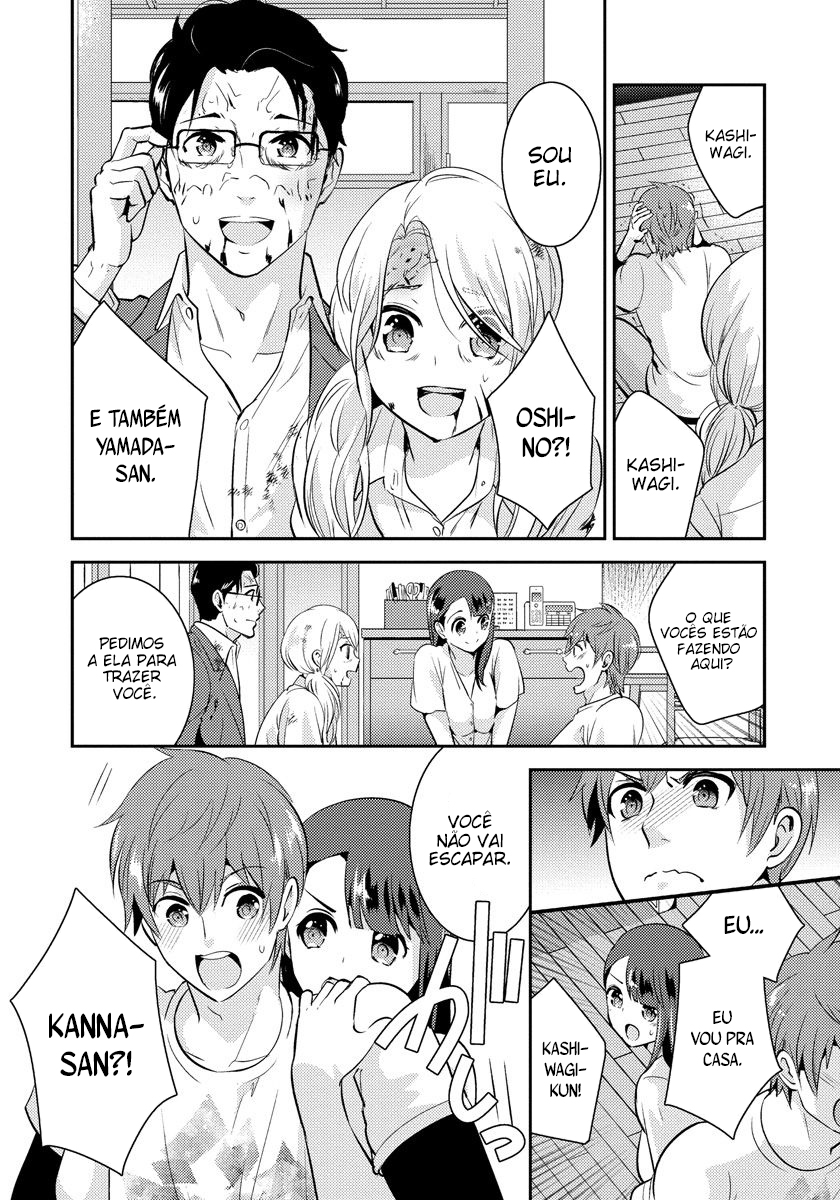 KASHI-
WAGI.
KASHI-
WAGI.
SOU
EU.
OSHI-
NO?!
E TAMBÉM
YAMADA-
SAN.
O QUE
VOCÊS ESTÃO
FAZENDO
AQUI?
PEDIMOS
A ELA PARA
TRAZER
VOCÊ.
EU...
EU
VOU PRA
CASA.
KASHI-
WAGI-
KUN!
VOCÊ
NÃO VAI
ESCAPAR.
KANNA-
SAN?!